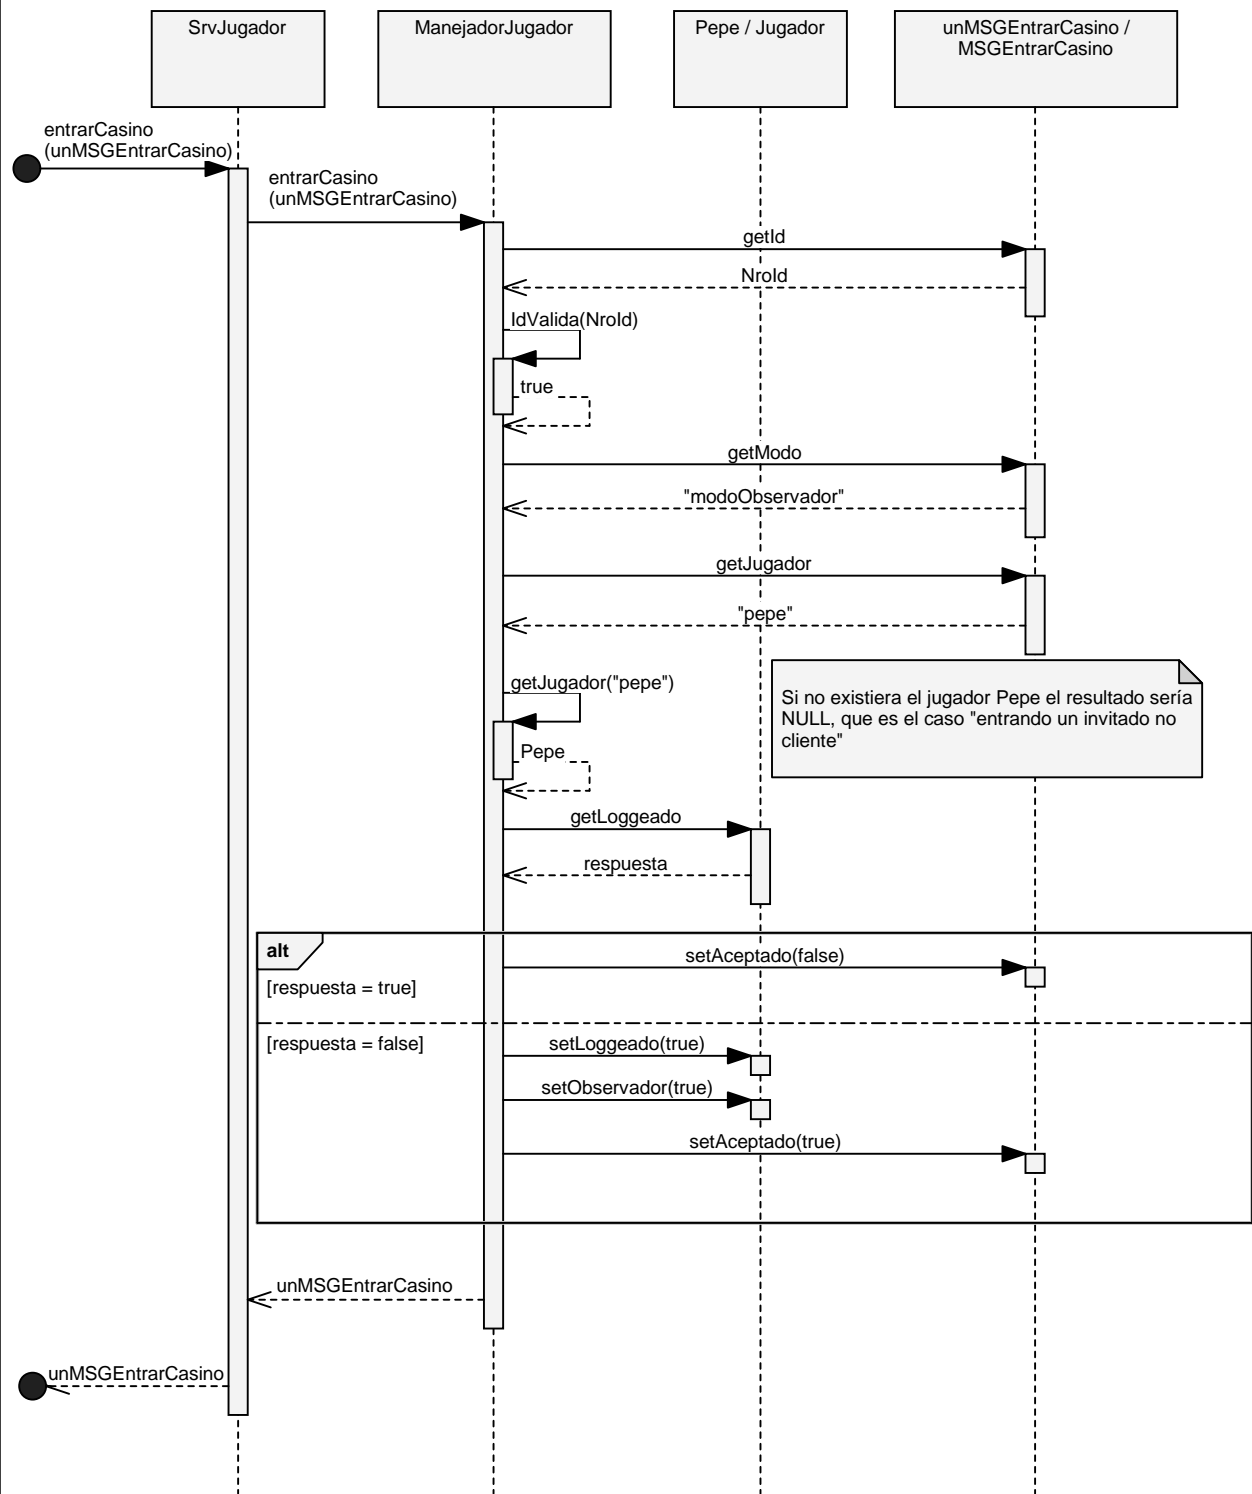 SrvJugador
ManejadorJugador
Pepe / Jugador
unMSGEntrarCasino /
MSGEntrarCasino
entrarCasino
(unMSGEntrarCasino)
entrarCasino
(unMSGEntrarCasino)
getId
NroId
IdValida(NroId)
true
getModo
"modoObservador"
getJugador
"pepe"
getJugador("pepe")
Si no existiera el jugador Pepe el resultado sería
NULL, que es el caso "entrando un invitado no
cliente"
Pepe
getLoggeado
respuesta
alt
setAceptado(false)
[respuesta = true]
[respuesta = false]
setLoggeado(true)
setObservador(true)
setAceptado(true)
unMSGEntrarCasino
unMSGEntrarCasino